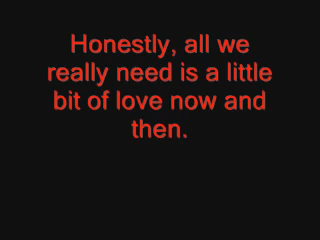 Honestly, all we
really need is a little
bit of love now and
then.